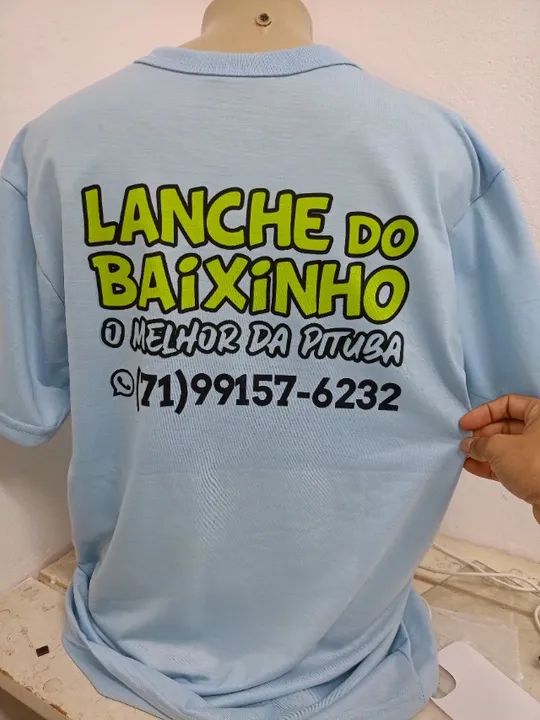 LANCHE DO
BAiXiNHO
O MELHOR DA PITUBA
(71)99157-6232